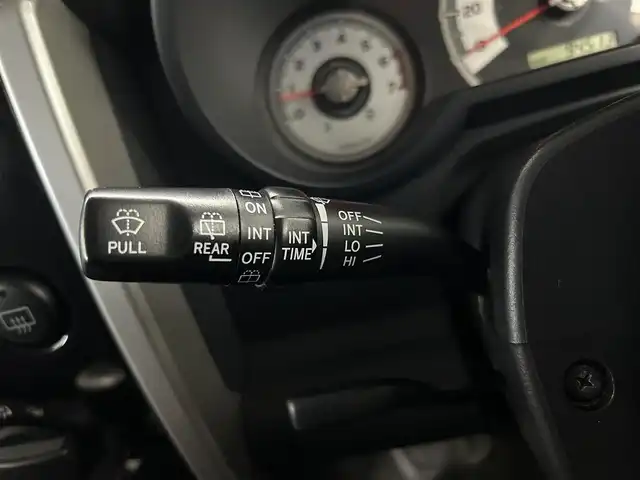 PULL
REAR
ON
INT
OFF
INT
TIME
OFF
INT
LO
HI